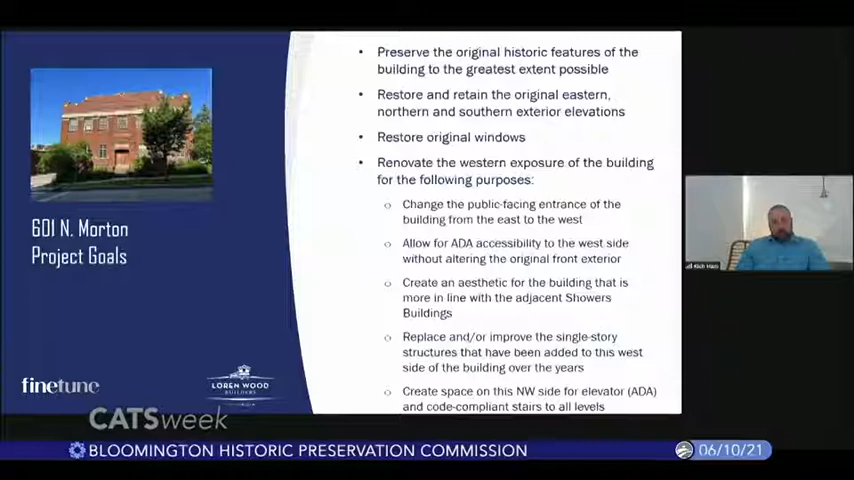 601 N. Morton
Project Goals
finetune
LOREN WOOD
BUILDERS
• Preserve the original historic features of the
building to the greatest extent possible
• Restore and retain the original eastern,
northern and southern exterior elevations
• Restore original windows
• Renovate the western exposure of the building
for the following purposes:
o Change the public-facing entrance of the
building from the east to the west
o Allow for ADA accessibility to the west side
without altering the original front exterior
o Create an aesthetic for the building that is
more in line with the adjacent Showers
Buildings
o Replace and/or improve the single-story
structures that have been added to this west
side of the building over the years
o Create space on this NW side for elevator (ADA)
and code-compliant stairs to all levels
CATSweek
BLOOMINGTON HISTORIC PRESERVATION COMMISSION
06/10/21